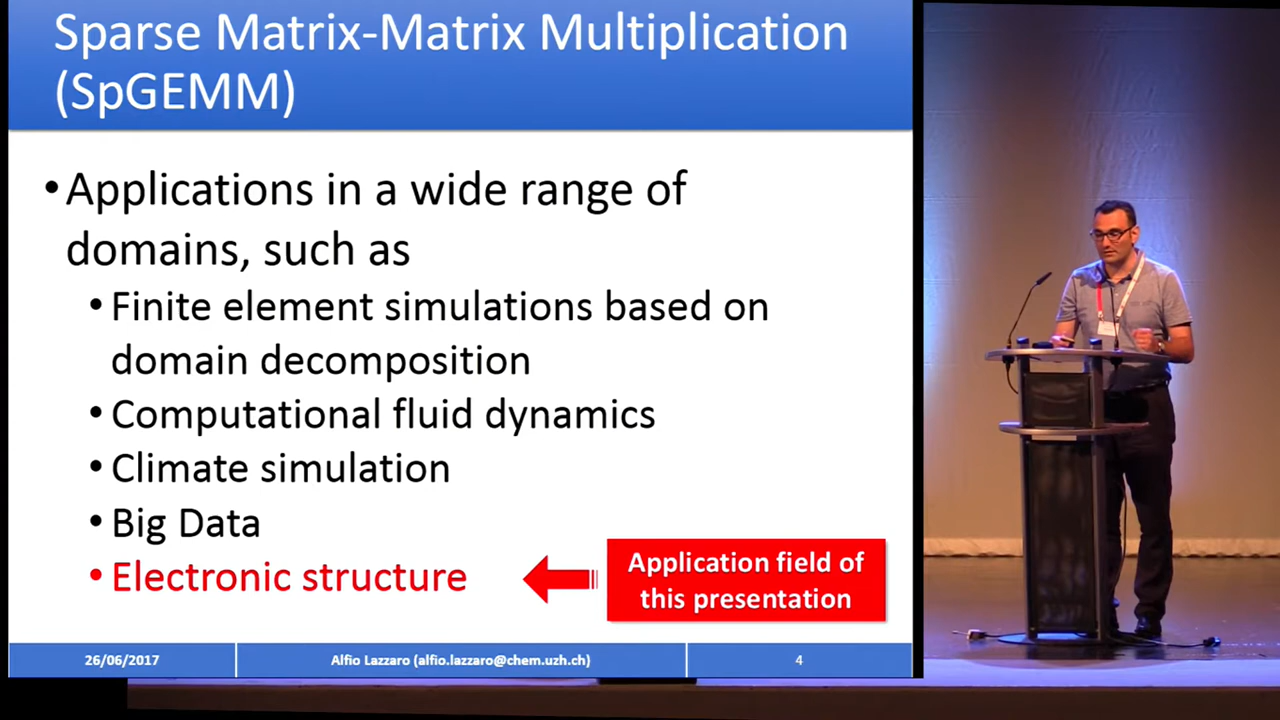 Sparse Matrix-Matrix Multiplication
(SpGEMM)
•Applications in a wide range of
domains, such as
•Finite element simulations based on
domain decomposition
•Computational fluid dynamics
•Climate simulation
•Big Data
•Electronic structure
Application field of
this presentation
26/06/2017
Alfio Lazzaro (alfio.lazzaro@chem.uzh.ch)
4